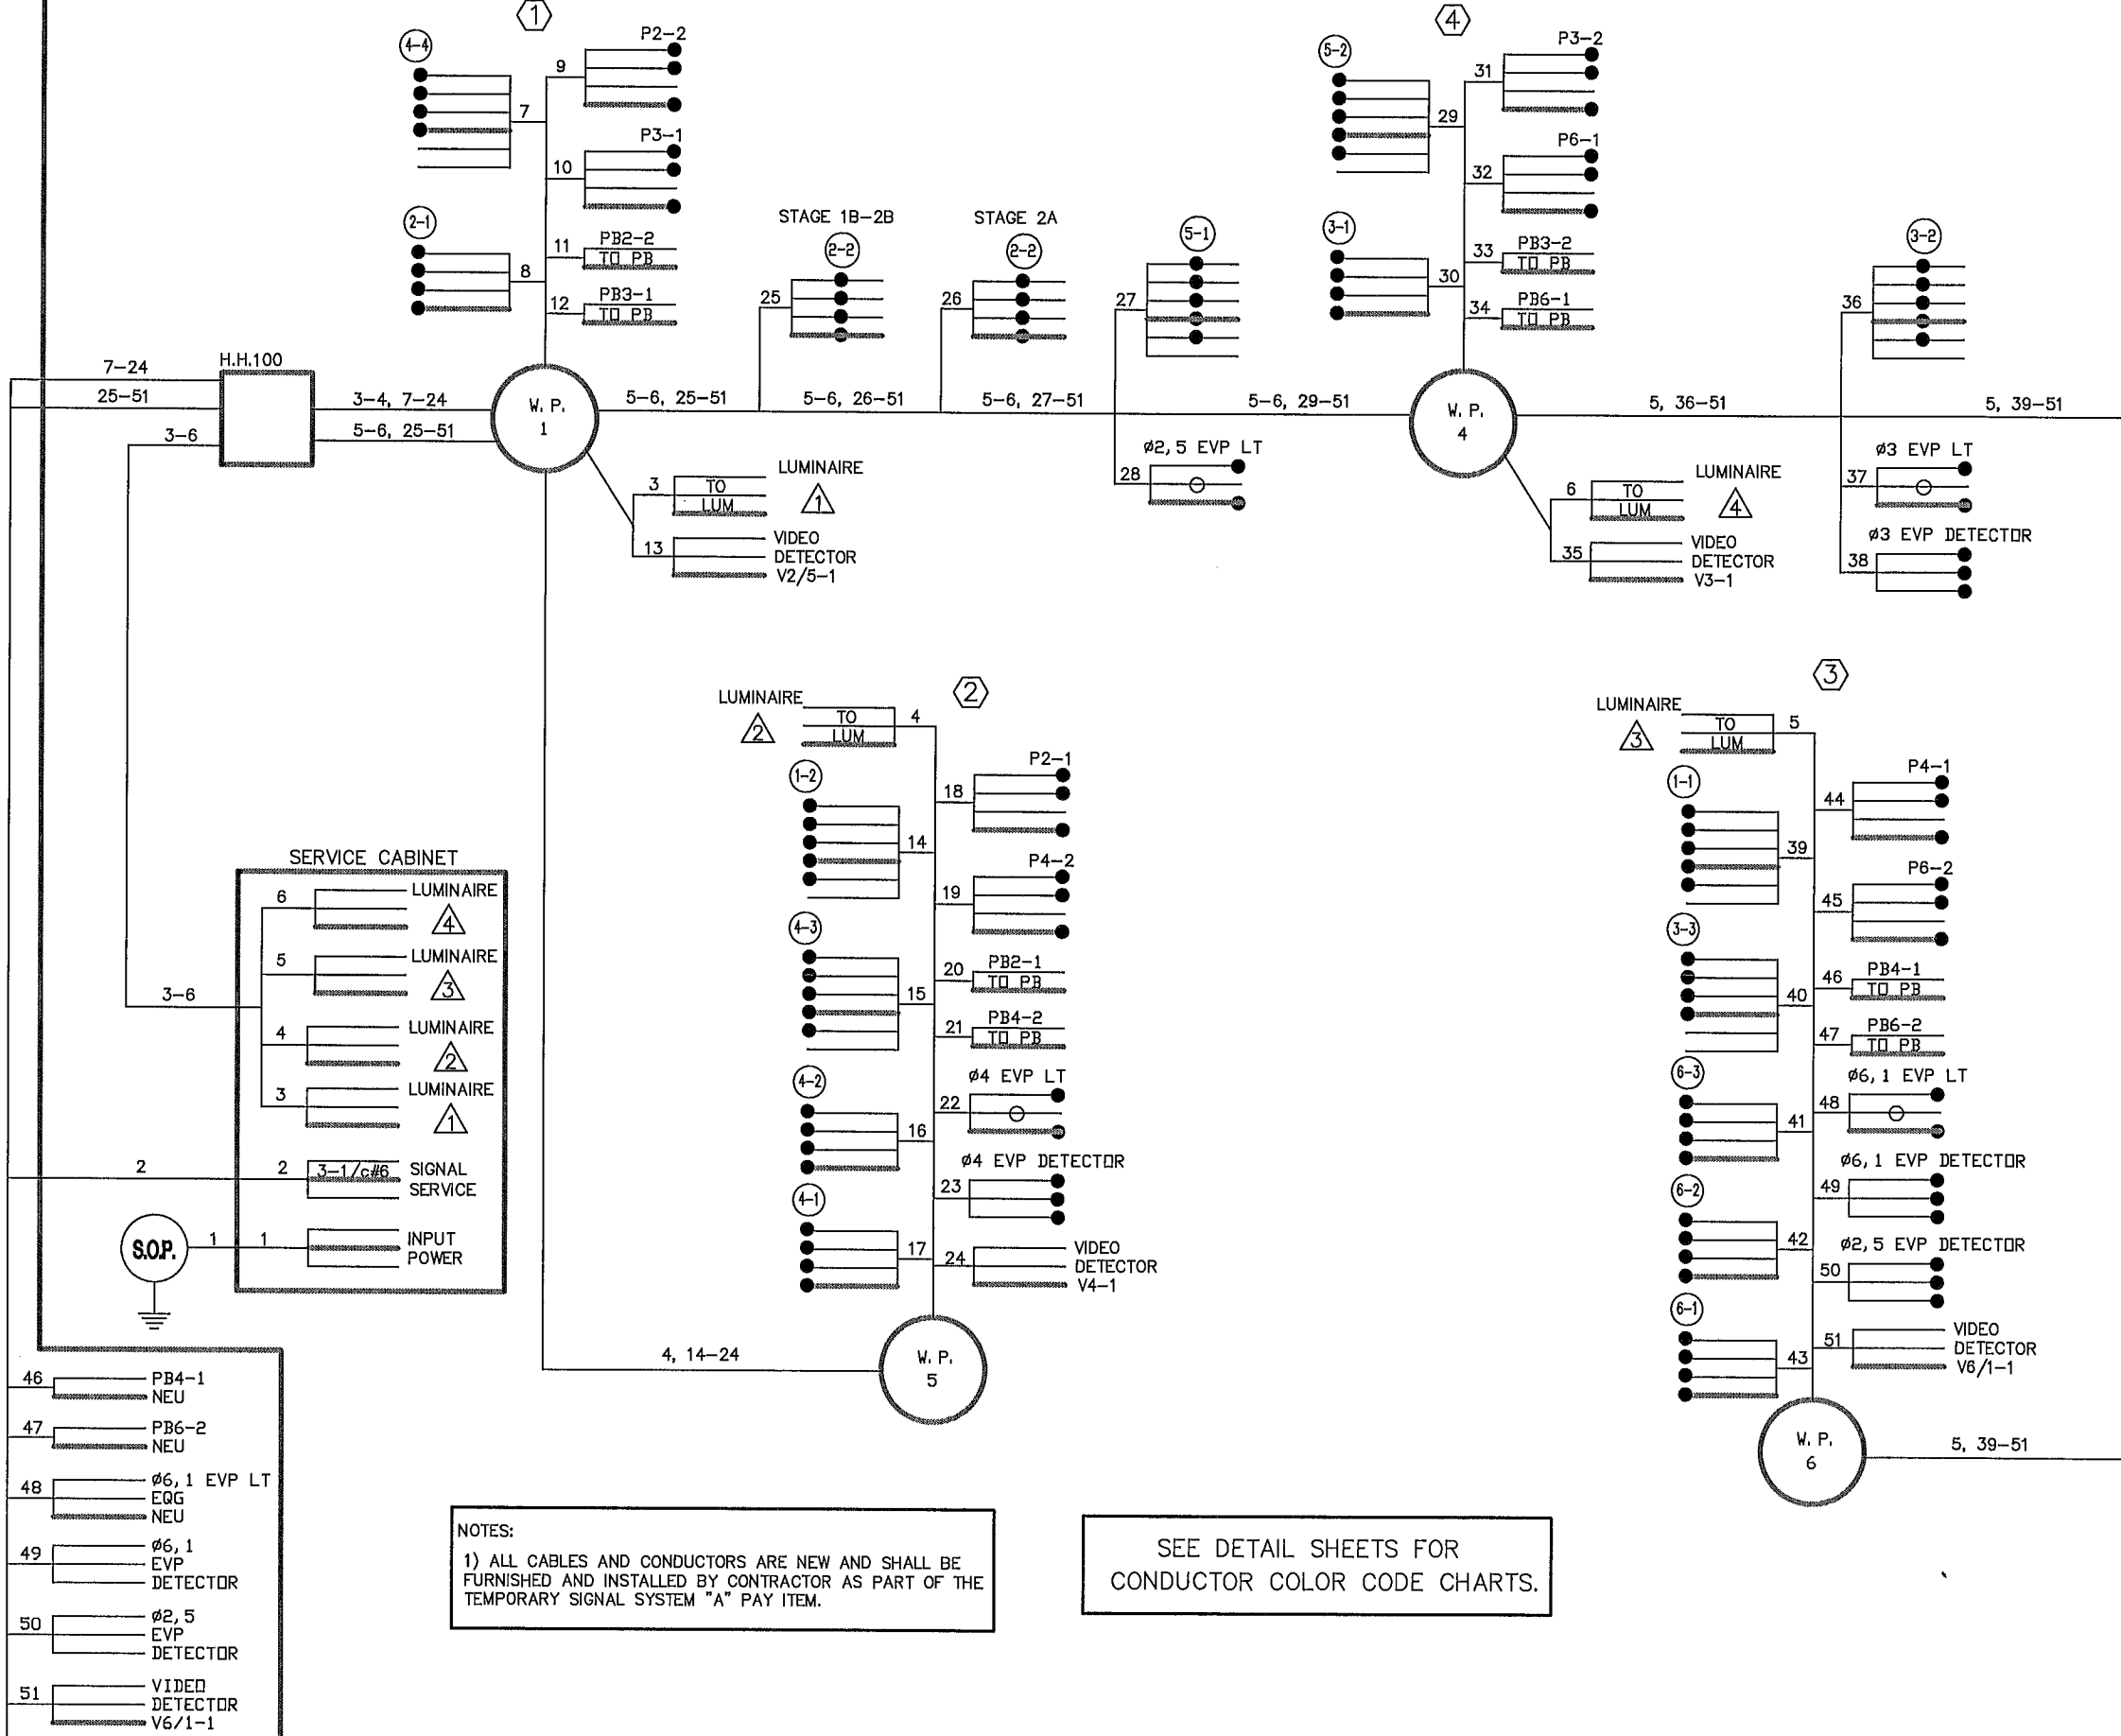 1
4-4
7
9
P2-2
10
P3-1
2-1
8
11
PB2-2
TO PB
12
PB3-1
TO PB
STAGE 1B-2B
2-2
25
STAGE 2A
2-2
26
5-1
27
4
5-2
29
31
P3-2
32
P6-1
3-1
30
33
PB3-2
TO PB
34
PB6-1
TO PB
3-2
36
7-24
25-51
3-6
H.H.100
3-4, 7-24
5-6, 25-51
W. P.
1
5-6, 25-51
5-6, 26-51
5-6, 27-51
5-6, 29-51
W. P.
4
5, 36-51
5, 39-51
3
TO
LUM
LUMINAIRE
1
13
VIDEO
DETECTOR
V2/5-1
ø2,5 EVP LT
28
6
TO
LUM
LUMINAIRE
4
35
VIDEO
DETECTOR
V3-1
ø3 EVP LT
37
ø3 EVP DETECTOR
38
2
LUMINAIRE
2
TO
LUM
4
1-2
14
18
P2-1
19
P4-2
4-3
15
20
PB2-1
TO PB
21
PB4-2
TO PB
4-2
16
ø4 EVP LT
22
ø4 EVP DETECTOR
23
4-1
17
24
VIDEO
DETECTOR
V4-1
4, 14-24
W. P.
5
3
LUMINAIRE
3
TO
LUM
5
1-1
39
44
P4-1
45
P6-2
3-3
40
46
PB4-1
TO PB
47
PB6-2
TO PB
6-3
41
ø6,1 EVP LT
48
ø6,1 EVP DETECTOR
49
6-2
42
ø2,5 EVP DETECTOR
50
6-1
43
51
VIDEO
DETECTOR
V6/1-1
W. P.
6
5, 39-51
SERVICE CABINET
6
LUMINAIRE
4
5
LUMINAIRE
3
3-6
4
LUMINAIRE
2
3
LUMINAIRE
1
2
2
3-1/c#6
SIGNAL
SERVICE
S.O.P.
1
1
INPUT
POWER
46
PB4-1
NEU
47
PB6-2
NEU
48
ø6,1 EVP LT
EQG
NEU
49
ø6,1
EVP
DETECTOR
50
ø2,5
EVP
DETECTOR
51
VIDEO
DETECTOR
V6/1-1
NOTES:
1) ALL CABLES AND CONDUCTORS ARE NEW AND SHALL BE
FURNISHED AND INSTALLED BY CONTRACTOR AS PART OF THE
TEMPORARY SIGNAL SYSTEM "A" PAY ITEM.
SEE DETAIL SHEETS FOR
CONDUCTOR COLOR CODE CHARTS.